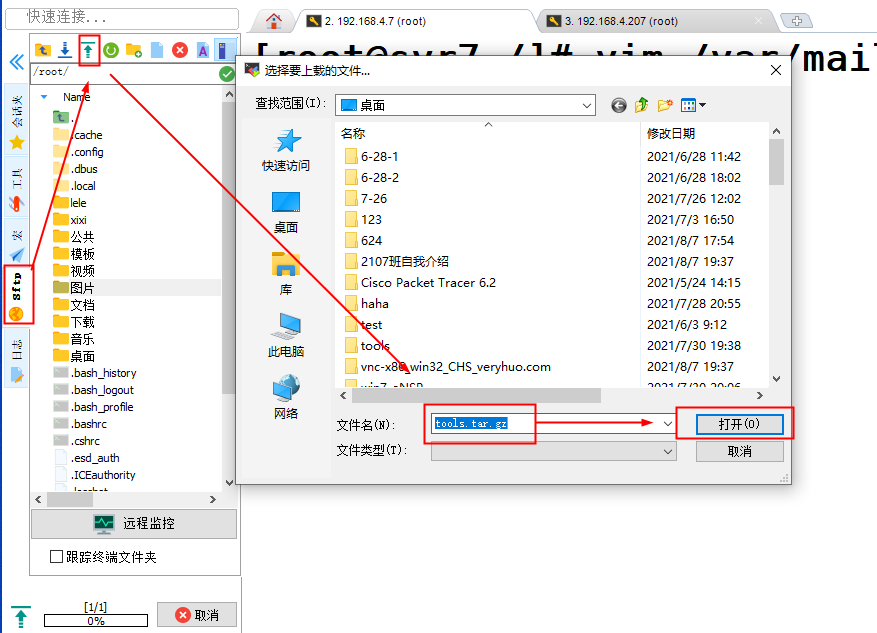 快速连接...
2. 192.168.4.7 (root)
3. 192.168.4.207 (root)
[root@svr7 /]# vim /var/mail
/root/
Name
..
.cache
.config
.dbus
.local
lele
xixi
公共
模板
视频
图片
文档
下载
音乐
桌面
.bash_history
.bash_logout
.bash_profile
.bashrc
.cshrc
.esd_auth
.ICEauthority
会话夹
工具
宏
Sftp
日志
远程监控
跟踪终端文件夹
[1/1]
0%
取消
选择要上载的文件...
查找范围(I):
桌面
快速访问
桌面
库
此电脑
网络
名称
修改日期
6-28-1
2021/6/28 11:42
6-28-2
2021/6/28 18:02
7-26
2021/7/26 12:02
123
2021/7/3 16:50
624
2021/8/7 17:54
2107班自我介绍
2021/8/7 19:37
Cisco Packet Tracer 6.2
2021/5/24 14:15
haha
2021/7/28 20:55
test
2021/6/3 9:12
tools
2021/7/30 19:38
vnc-x86_win32_CHS_veryhuo.com
2021/8/7 19:37
win7-eNSP
2021/7/20 20:06
文件名(N):
tools.tar.gz
打开(O)
文件类型(T):
取消